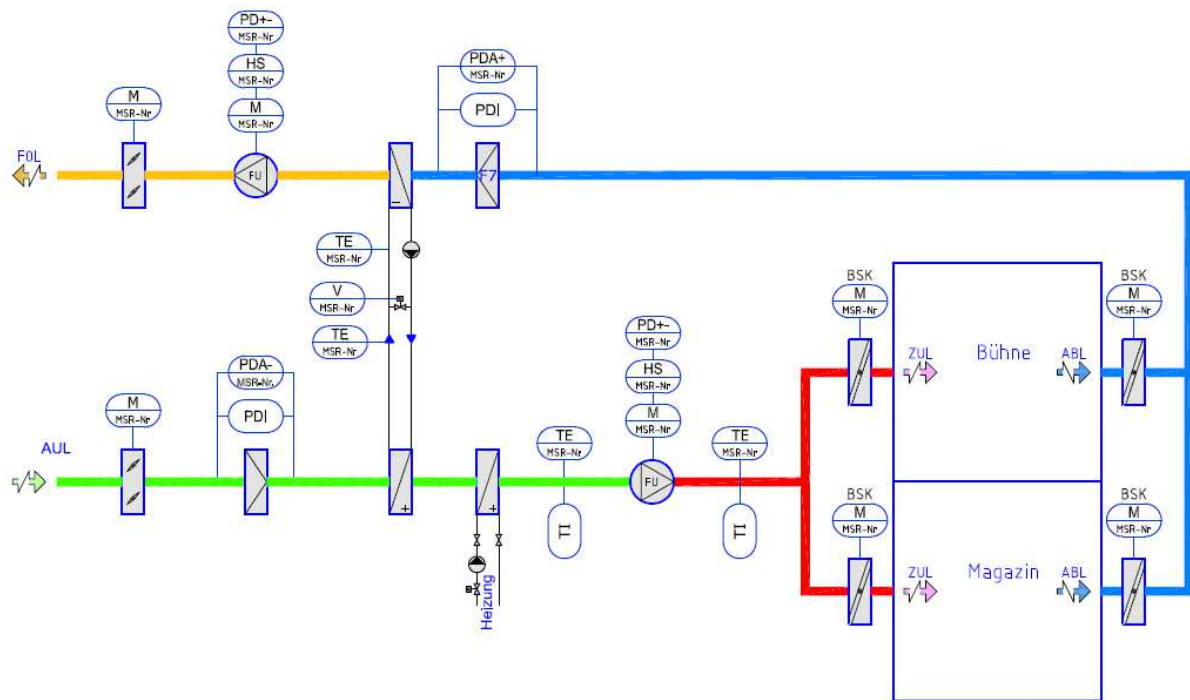 PD+-
MSR-Nr
HS
MSR-Nr
M
MSR-Nr
PDA+
MSR-Nr
PDI
M
MSR-Nr
FOL
FU
F7
TE
MSR-Nr
V
MSR-Nr
TE
MSR-Nr
BSK
M
MSR-Nr
BSK
M
MSR-Nr
PD+-
MSR-Nr
HS
MSR-Nr
M
MSR-Nr
ZUL
Bühne
ABL
PDA-
MSR-Nr.
PDI
M
MSR-Nr
AUL
TE
MSR-Nr
TE
MSR-Nr
FU
TI
TI
BSK
M
MSR-Nr
BSK
M
MSR-Nr
Heizung
ZUL
Magazin
ABL